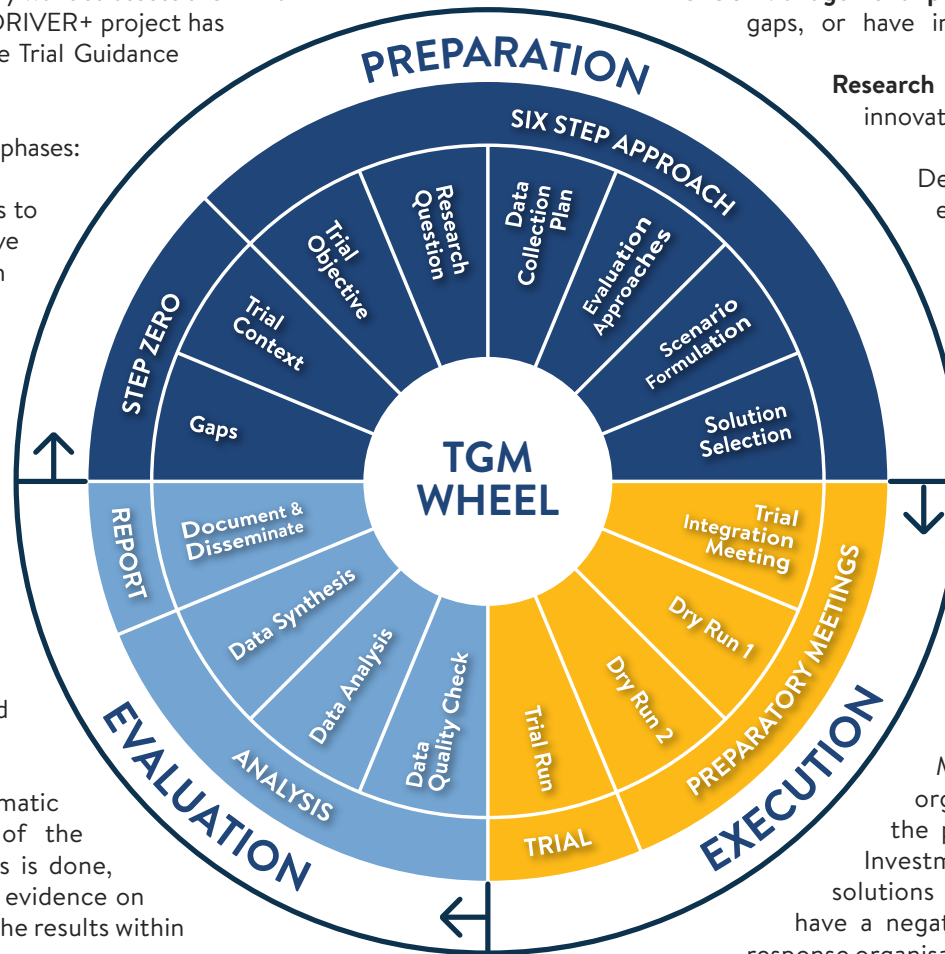 DRIVER+ project has
Trial Guidance
phases:
s to
gaps, or have
Research
innovat
PREPARATION
SIX STEP APPROACH
STEP ZERO
Gaps
Trial
Context
Trial
Objective
Research
Question
Data
Collection
Plan
Evaluation
Approaches
Scenario
Formulation
Solution
Selection
TGM
WHEEL
Trial
Integration
Meeting
Dry Run 1
Dry Run 2
PREPARATORY MEETINGS
Trial Run
TRIAL
EXECUTION
Data
Quality Check
Data Analysis
Data Synthesis
ANALYSIS
Document &
Disseminate
REPORT
EVALUATION
matic
of the
s is done,
evidence on
he results within
org
the p
Investm
solutions
have a negat
response organisa